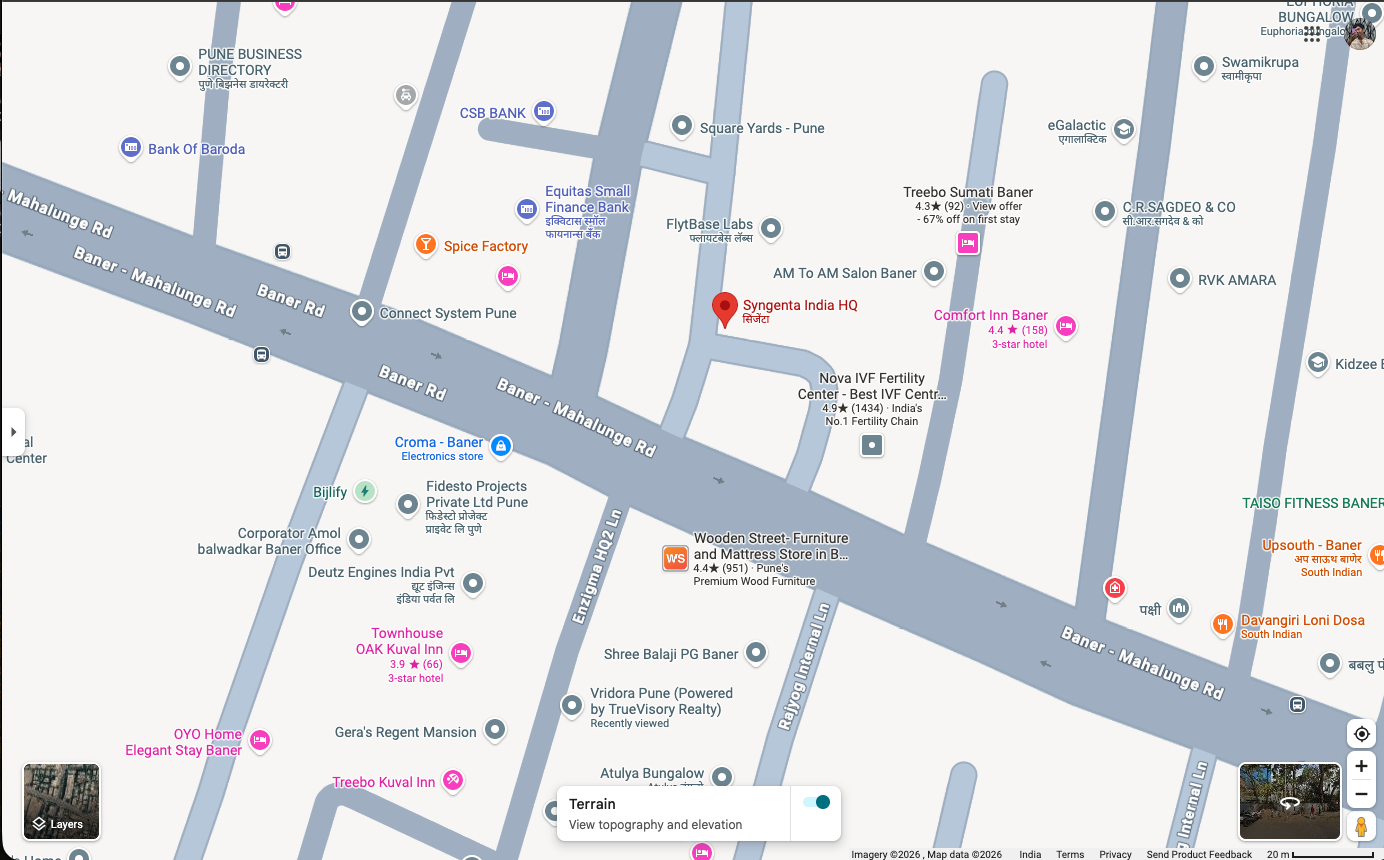 EUPHORIA
BUNGALOW
PUNE BUSINESS
DIRECTORY
पुणे बिझनेस डायरेक्टरी
Swamikrupa
स्वामीकृपा
CSB BANK
Square Yards - Pune
eGalactic
एगालाक्टिक
Bank Of Baroda
Equitas Small
Finance Bank
इक्विटास स्मॉल
फायनान्स बँक
Treebo Sumati Baner
4.3★ (92) · View offer
- 67% off on first stay
Mahalunge Rd
C.R.SAGDEO & CO
सी.आर.सगदेव & को
FlytBase Labs
फ्लायटबेस लॅब्स
Spice Factory
AM To AM Salon Baner
RVK AMARA
Baner - Mahalunge Rd
Baner Rd
Connect System Pune
Syngenta India HQ
सिजेंटा
Comfort Inn Baner
4.4 ★ (158)
3-star hotel
Kidzee
Baner Rd
Baner - Mahalunge Rd
Nova IVF Fertility
Center - Best IVF Centr...
4.9★ (1434) · India's
No.1 Fertility Chain
Center
Croma - Baner
Electronics store
Bijlify
Fidesto Projects
Private Ltd Pune
फिडेस्टो प्रोजेक्ट
प्राइवेट लि पुणे
TAISO FITNESS BANER
Corporator Amol
balwadkar Baner Office
Enzigma HQ2 Ln
Wooden Street- Furniture
and Mattress Store in B...
4.4★ (951) · Pune's
Premium Wood Furniture
WS
Upsouth - Baner
अप साऊथ बाणेर
South Indian
Deutz Engines India Pvt
द्यूट इंजिन्स
इंडिया पर्वत लि
पक्षी
Davangiri Loni Dosa
South Indian
Townhouse
OAK Kuval Inn
3.9 ★ (66)
3-star hotel
Shree Balaji PG Baner
Rajyog Internal Ln
Baner - Mahalunge Rd
बबलु
Vridora Pune (Powered
by TrueVisory Realty)
Recently viewed
OYO Home
Elegant Stay Baner
Gera's Regent Mansion
Treebo Kuval Inn
Atulya Bungalow
Internal Ln
Layers
Terrain
View topography and elevation
Home
Imagery ©2026 , Map data ©2026 India Terms Privacy Send Product Feedback 20 m